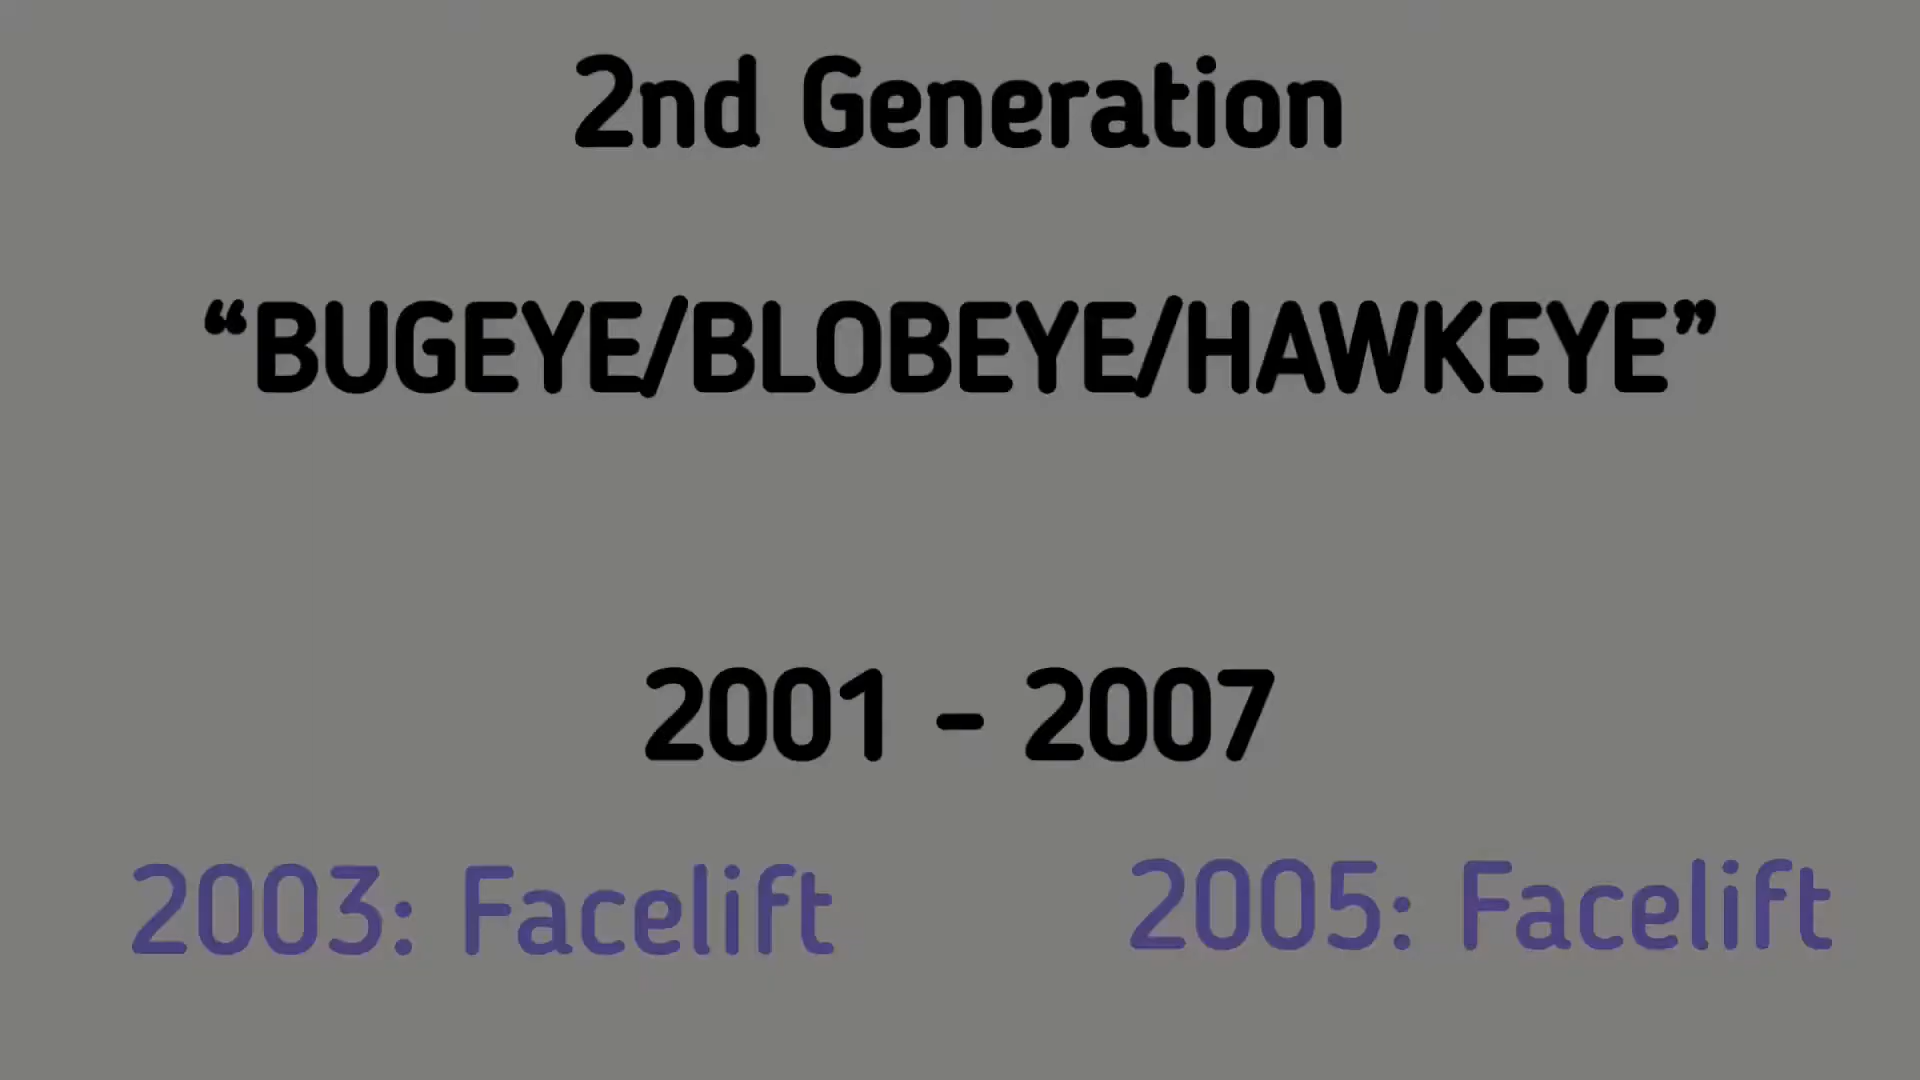 2nd Generation
“BUGEYE/BLOBEYE/HAWKEYE”
2001 - 2007
2003: Facelift
2005: Facelift